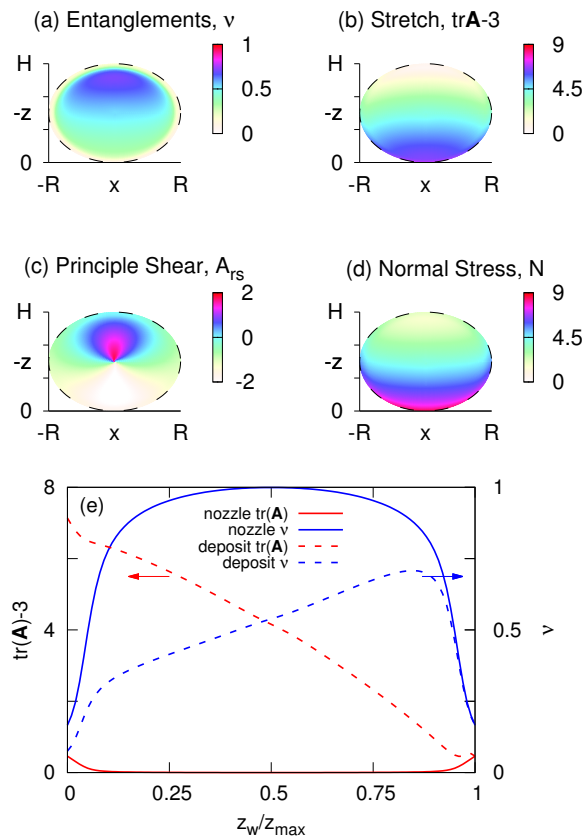 (a) Entanglements, ν
H
-z
0
-R x R
1
0.5
0
(b) Stretch, trA-3
H
-z
0
-R x R
9
4.5
0
(c) Principle Shear, Ars
H
-z
0
-R x R
2
0
-2
(d) Normal Stress, N
H
-z
0
-R x R
9
4.5
0
(e)
nozzle tr(A)
nozzle ν
deposit tr(A)
deposit ν
8
4
0
tr(A)-3
1
0.5
0
ν
0 0.25 0.5 0.75 1
zw/zmax